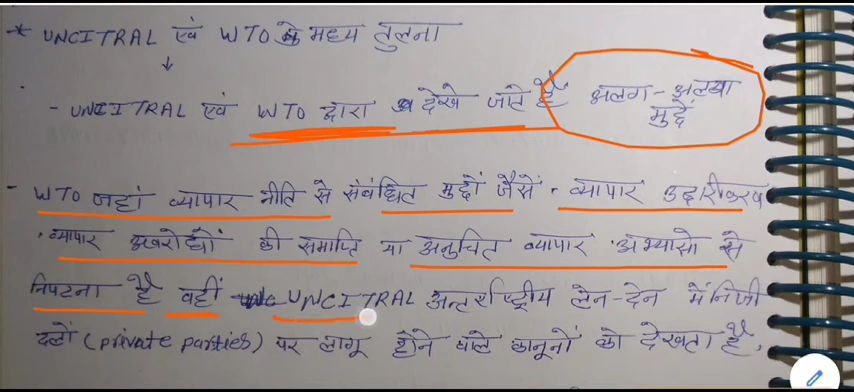 * UNCITRAL एवं WTO के मध्य तुलना
↓
- UNCITRAL एवं WTO द्वारा देखे जाते है अलग-अलग
मुद्दें
- WTO जहां व्यापार नीति से संबंधित मुद्दों जैसें • व्यापार उदारीकरण
• व्यापार अवरोधों की समाप्ति या अनुचित व्यापार अभ्यासो से
निपटना है वहीं UNCITRAL अन्तर्राष्ट्रीय लेन-देन में निजी
दलों (private parties) पर लागू होने वाले कानूनों को देखता है,